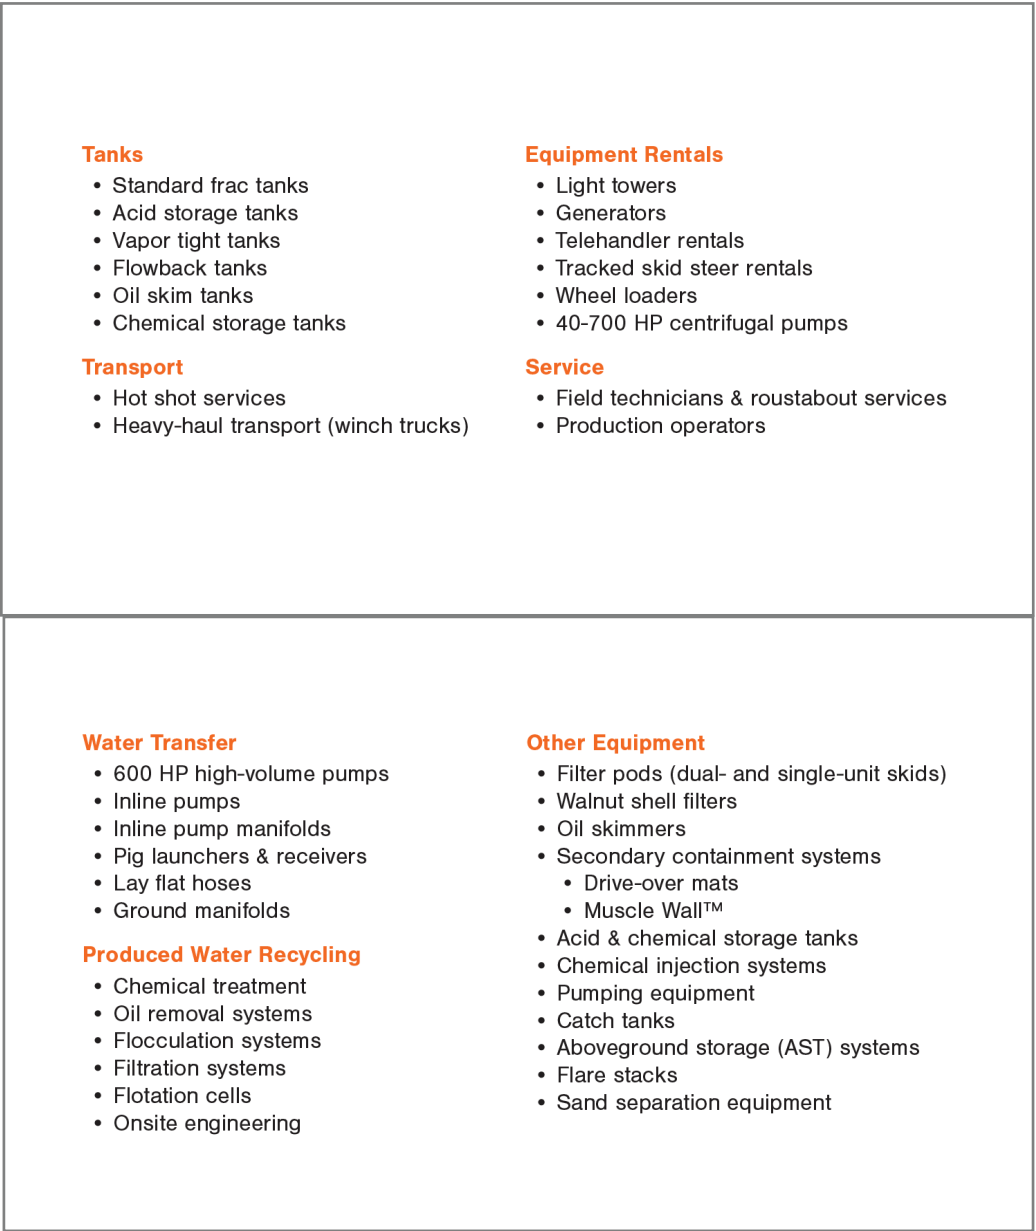 Tanks
• Standard frac tanks
• Acid storage tanks
• Vapor tight tanks
• Flowback tanks
• Oil skim tanks
• Chemical storage tanks
Transport
• Hot shot services
• Heavy-haul transport (winch trucks)
Equipment Rentals
• Light towers
• Generators
• Telehandler rentals
• Tracked skid steer rentals
• Wheel loaders
• 40-700 HP centrifugal pumps
Service
• Field technicians & roustabout services
• Production operators
Water Transfer
• 600 HP high-volume pumps
• Inline pumps
• Inline pump manifolds
• Pig launchers & receivers
• Lay flat hoses
• Ground manifolds
Produced Water Recycling
• Chemical treatment
• Oil removal systems
• Flocculation systems
• Filtration systems
• Flotation cells
• Onsite engineering
Other Equipment
• Filter pods (dual- and single-unit skids)
• Walnut shell filters
• Oil skimmers
• Secondary containment systems
• Drive-over mats
• Muscle Wall™
• Acid & chemical storage tanks
• Chemical injection systems
• Pumping equipment
• Catch tanks
• Aboveground storage (AST) systems
• Flare stacks
• Sand separation equipment